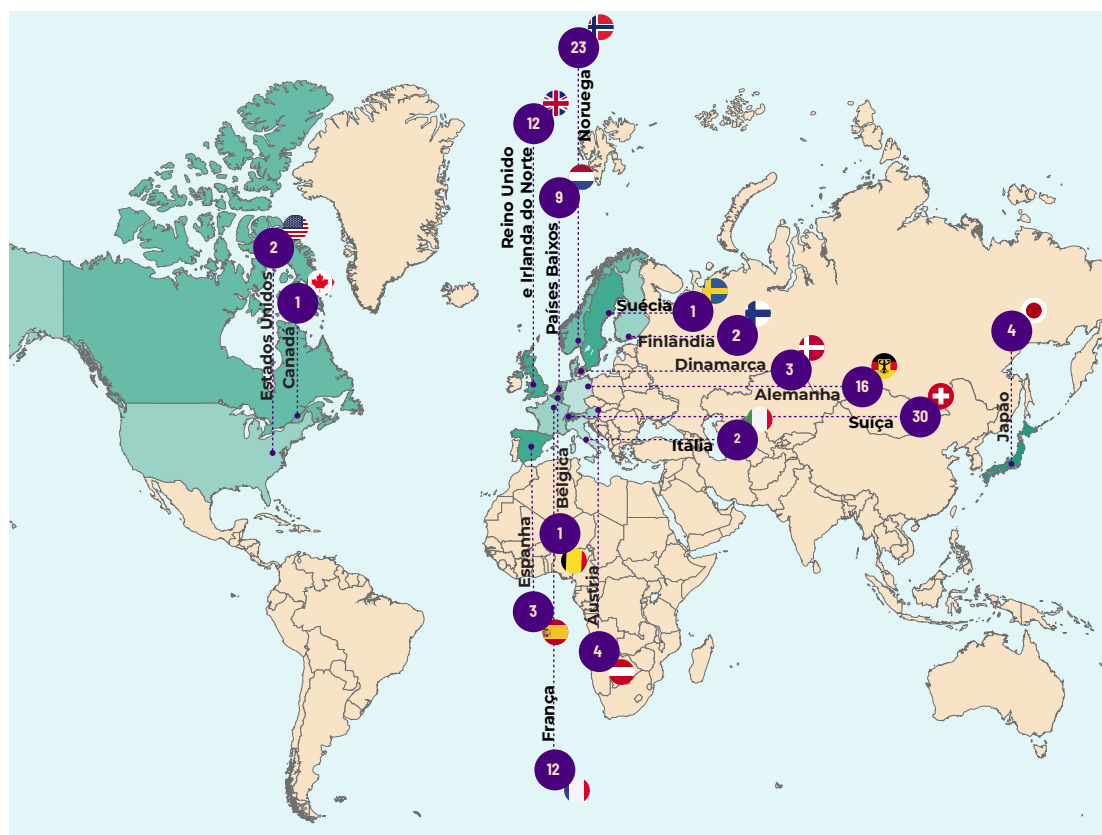 23
Noruega
12
Reino Unido
e Irlanda do Norte
9
Países Baixos
2
Estados Unidos
1
Canadá
Suécia
1
Finlândia
2
Dinamarca
3
Alemanha
16
Suíça
30
Itália
2
4
Japão
Bélgica
1
Espanha
3
Áustria
4
França
12